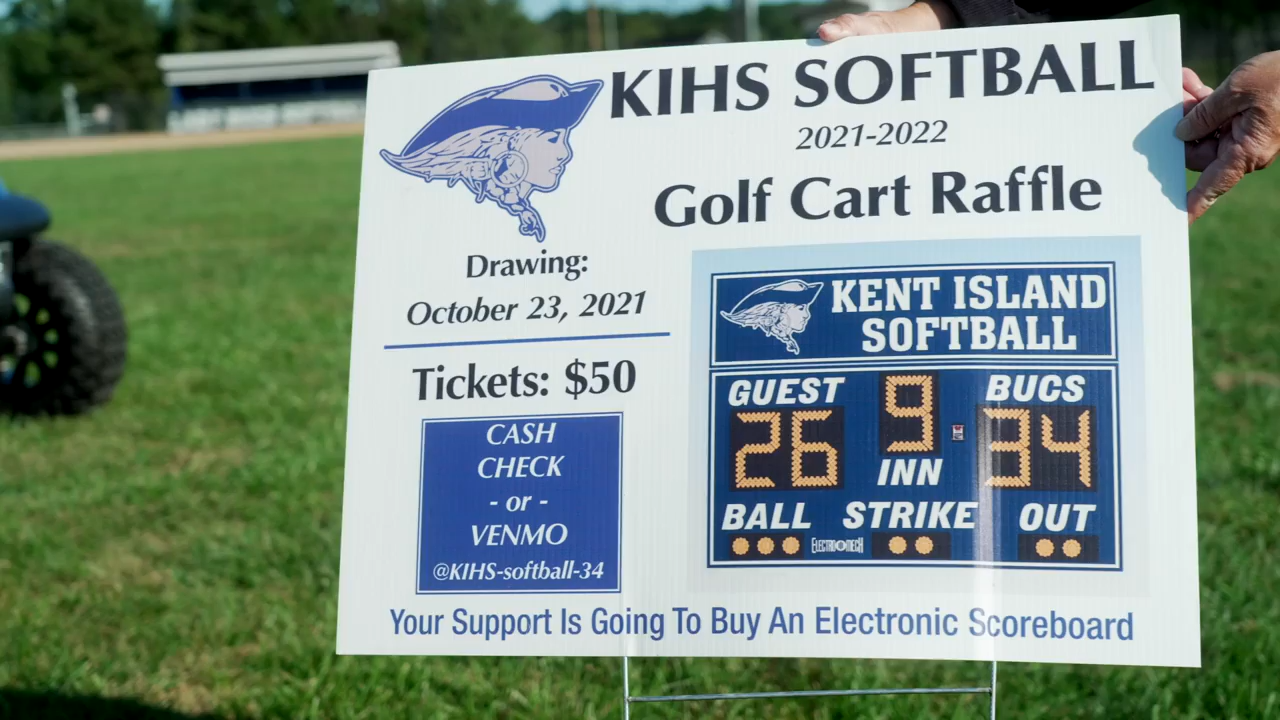 KIHS SOFTBALL
2021-2022
Golf Cart Raffle
Drawing:
October 23, 2021
Tickets: $50
CASH
CHECK
- or -
VENMO
@KIHS-softball-34
KENT ISLAND
SOFTBALL
GUEST
9
BUCS
26
34
INN
BALL
STRIKE
OUT
ELECTRO-MECH
Your Support Is Going To Buy An Electronic Scoreboard